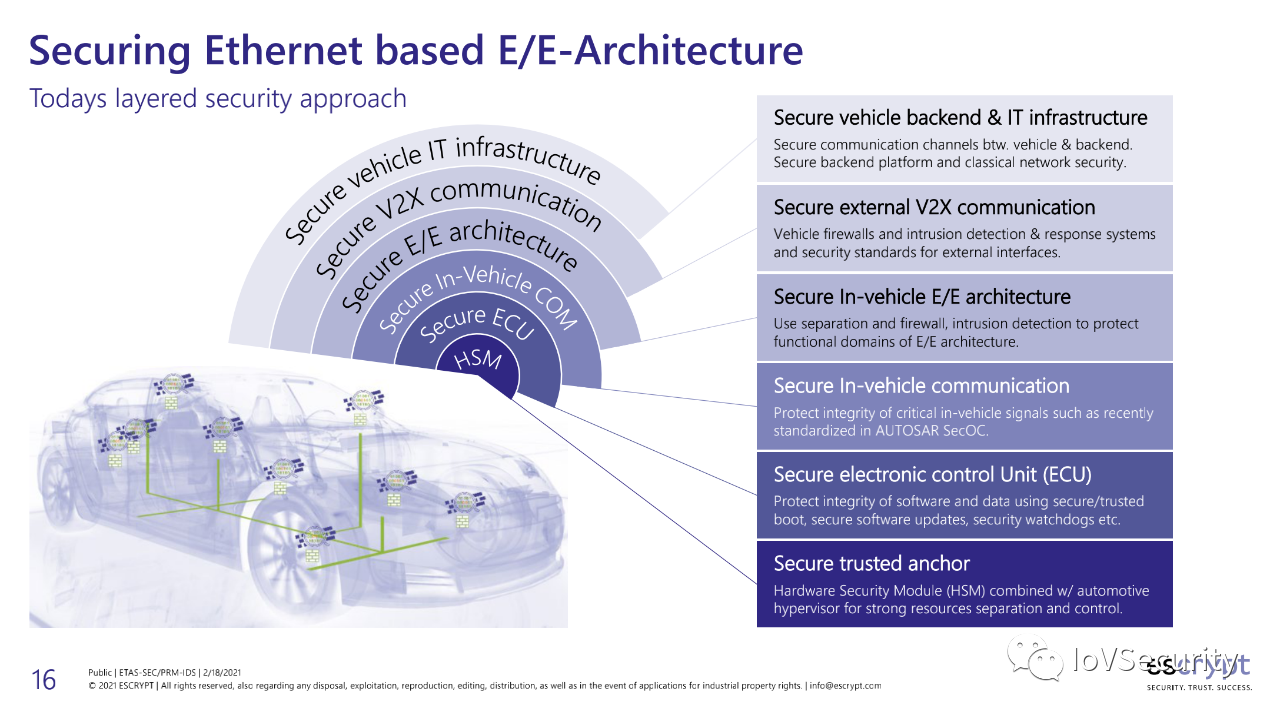 Securing Ethernet based E/E-Architecture
Todays layered security approach
Secure vehicle IT infrastructure
Secure V2X communication
Secure E/E architecture
Secure In-Vehicle COM
Secure ECU
HSM
Secure vehicle backend & IT infrastructure
Secure communication channels btw. vehicle & backend.
Secure backend platform and classical network security.
Secure external V2X communication
Vehicle firewalls and intrusion detection & response systems
and security standards for external interfaces.
Secure In-vehicle E/E architecture
Use separation and firewall, intrusion detection to protect
functional domains of E/E architecture.
Secure In-vehicle communication
Protect integrity of critical in-vehicle signals such as recently
standardized in AUTOSAR SecOC.
Secure electronic control Unit (ECU)
Protect integrity of software and data using secure/trusted
boot, secure software updates, security watchdogs etc.
Secure trusted anchor
Hardware Security Module (HSM) combined w/ automotive
hypervisor for strong resources separation and control.
16
Public | ETAS-SEC/PRM-IDS | 2/18/2021
© 2021 ESCRYPT | All rights reserved, also regarding any disposal, exploitation, reproduction, editing, distribution, as well as in the event of applications for industrial property rights. | info@escrypt.com
IoVSecurity
escrypt
SECURITY. TRUST. SUCCESS.